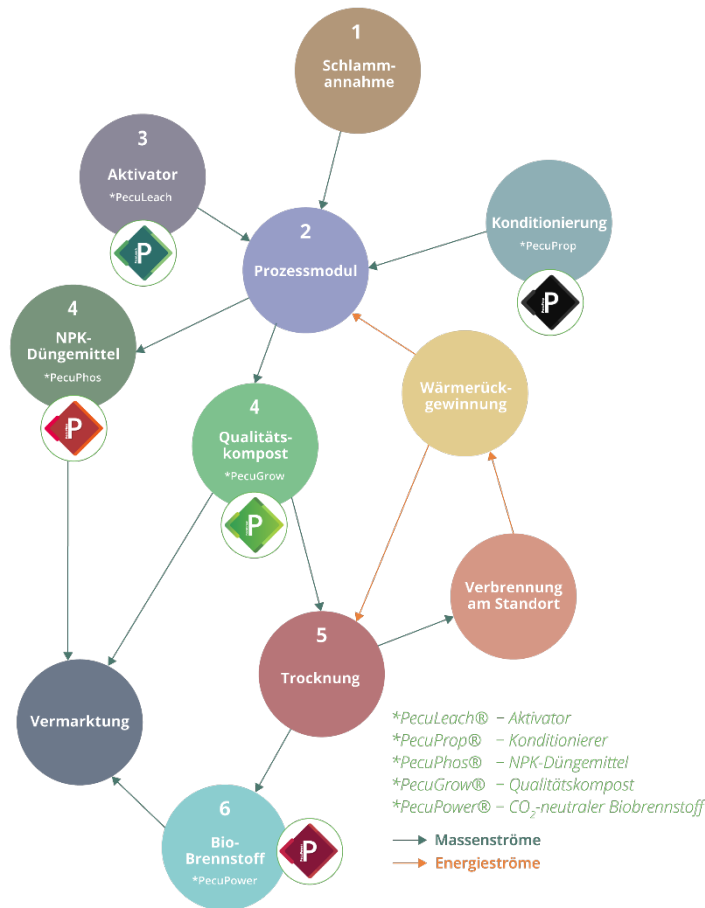 1
Schlamm-
annahme
3
Aktivator
*PecuLeach
P
2
Prozessmodul
Konditionierung
*PecuProp
P
4
NPK-
Düngemittel
*PecuPhos
P
4
Qualitäts-
kompost
*PecuGrow
P
Wärmerück-
gewinnung
Verbrennung
am Standort
5
Trocknung
Vermarktung
6
Bio-
Brennstoff
*PecuPower
P
*PecuLeach® – Aktivator
*PecuProp® – Konditionierer
*PecuPhos® – NPK-Düngemittel
*PecuGrow® – Qualitätskompost
*PecuPower® – CO₂-neutraler Biobrennstoff
Massenströme
Energieströme